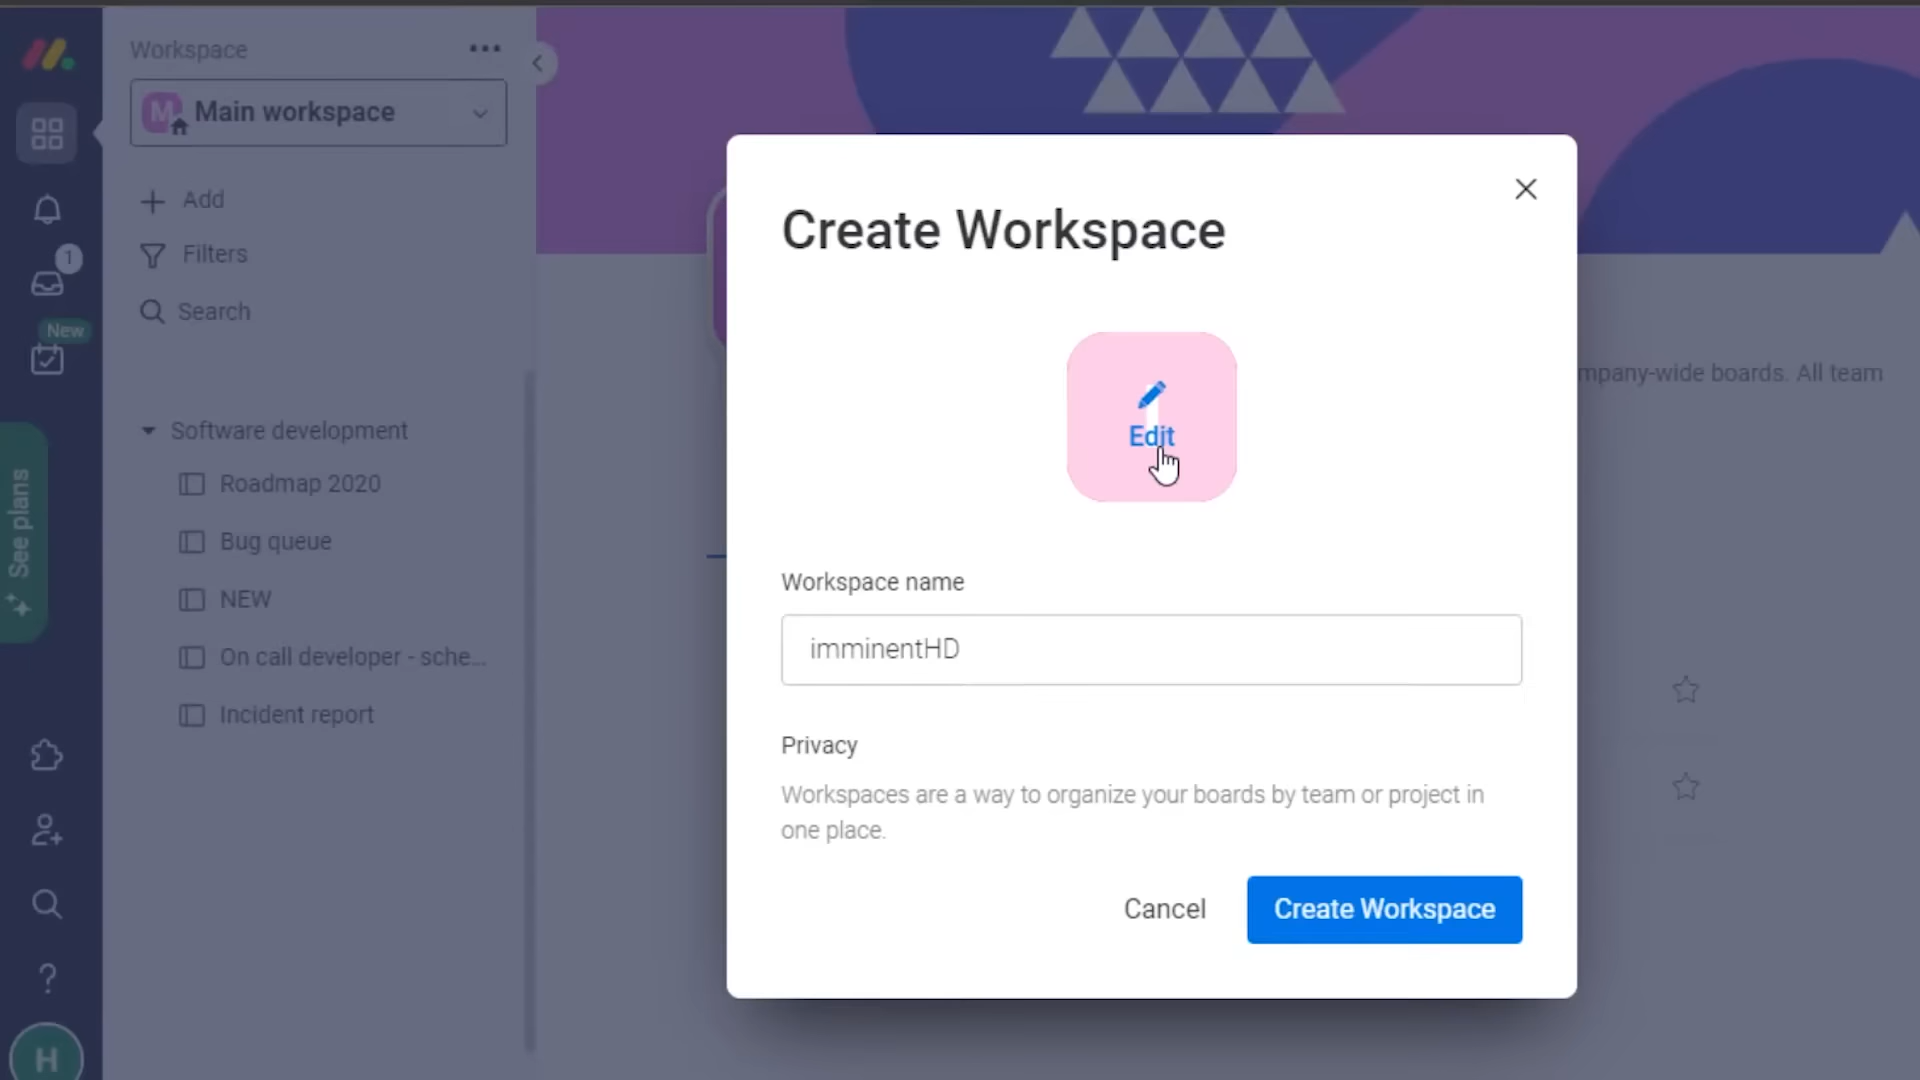 Workspace
M Main workspace
Add
Filters
1
Search
New
Software development
See plans
Roadmap 2020
Bug queue
NEW
On call developer - sche...
Incident report
?
H
Create Workspace
Edit
Workspace name
imminentHD
Privacy
Workspaces are a way to organize your boards by team or project in
one place.
Cancel
Create Workspace
mpany-wide boards. All team